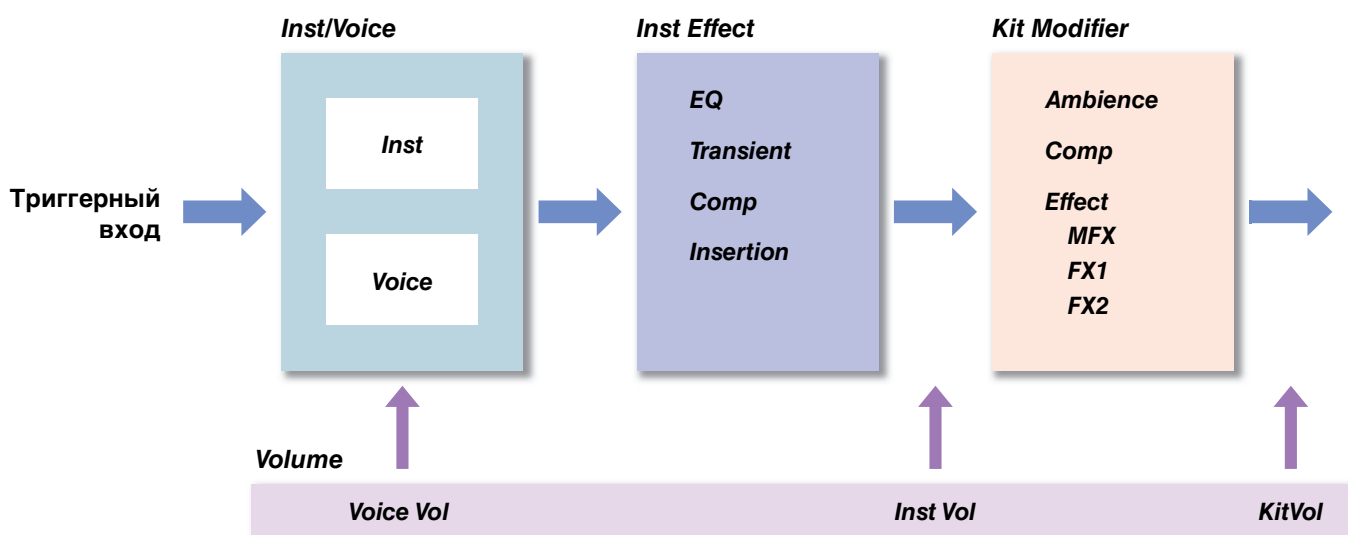 Inst/Voice
Inst Effect
Kit Modifier
Триггерный
вход
Inst
Voice
EQ
Transient
Comp
Insertion
Ambience
Comp
Effect
MFX
FX1
FX2
Volume
Voice Vol
Inst Vol
KitVol